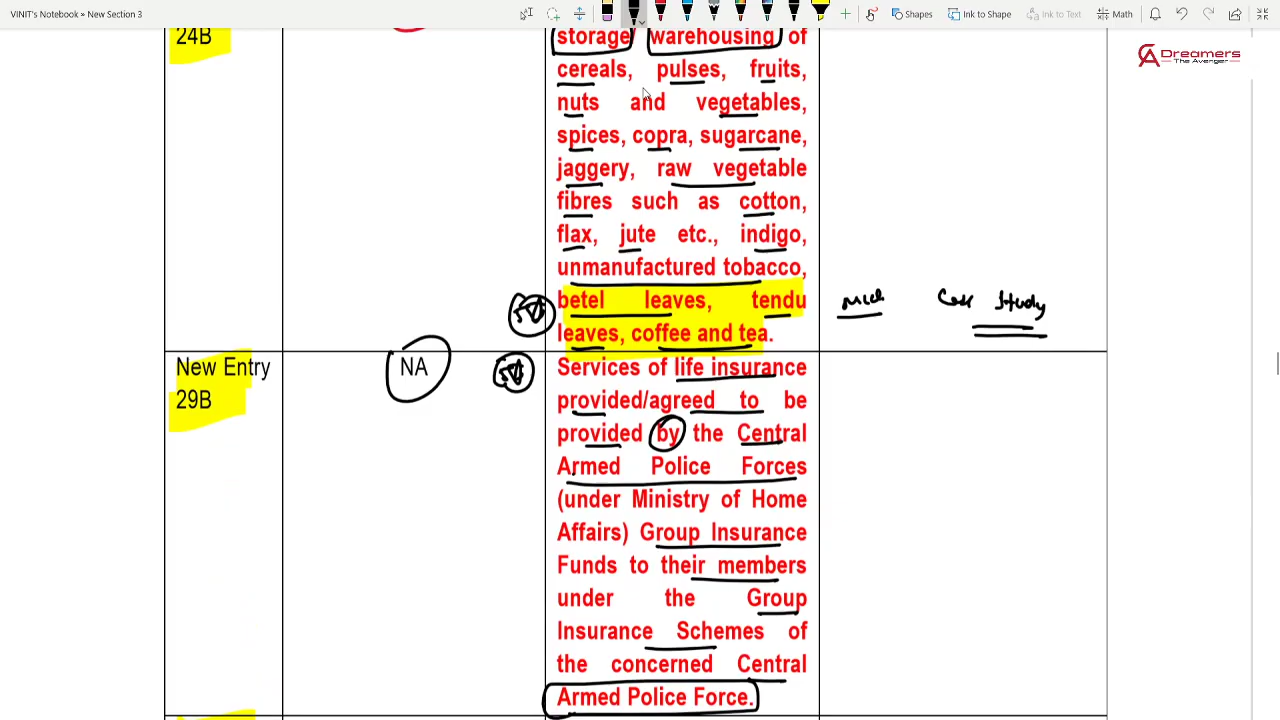 VINIT's Notebook » New Section 3
Shapes Ink to Shape Ink to Text Math
Dreamers
The Avenger
24B
storage warehousing of
cereals, pulses, fruits,
nuts and vegetables,
spices, copra, sugarcane,
jaggery, raw vegetable
fibres such as cotton,
flax, jute etc., indigo,
unmanufactured tobacco,
betel leaves, tendu
leaves, coffee and tea.
Study
New Entry
29B
NA
Services of life insurance
provided/agreed to be
provided by the Central
Armed Police Forces
(under Ministry of Home
Affairs) Group Insurance
Funds to their members
under the Group
Insurance Schemes of
the concerned Central
Armed Police Force.